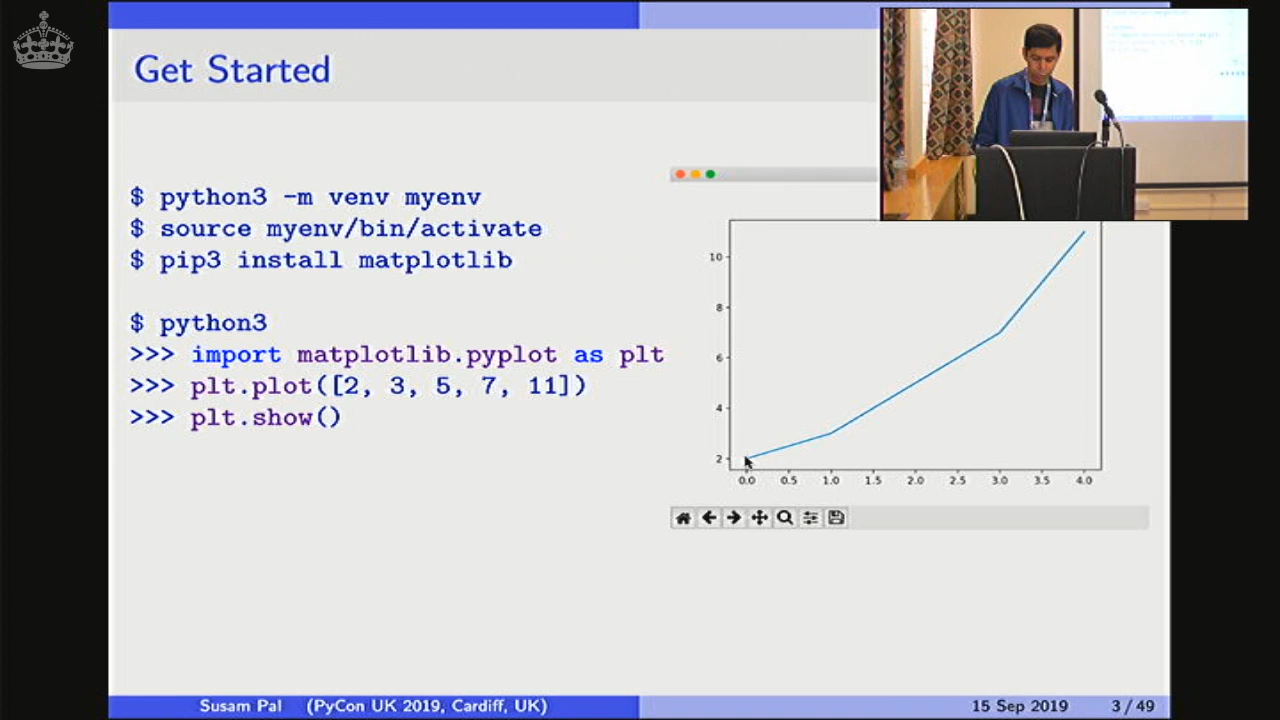 Get Started
$ python3 -m venv myenv
$ source myenv/bin/activate
$ pip3 install matplotlib
$ python3
>>> import matplotlib.pyplot as plt
>>> plt.plot([2, 3, 5, 7, 11])
>>> plt.show()
10
8
6
4
2
0.0 0.5 1.0 1.5 2.0 2.5 3.0 3.5 4.0
Susam Pal (PyCon UK 2019, Cardiff, UK) 15 Sep 2019 3 / 49